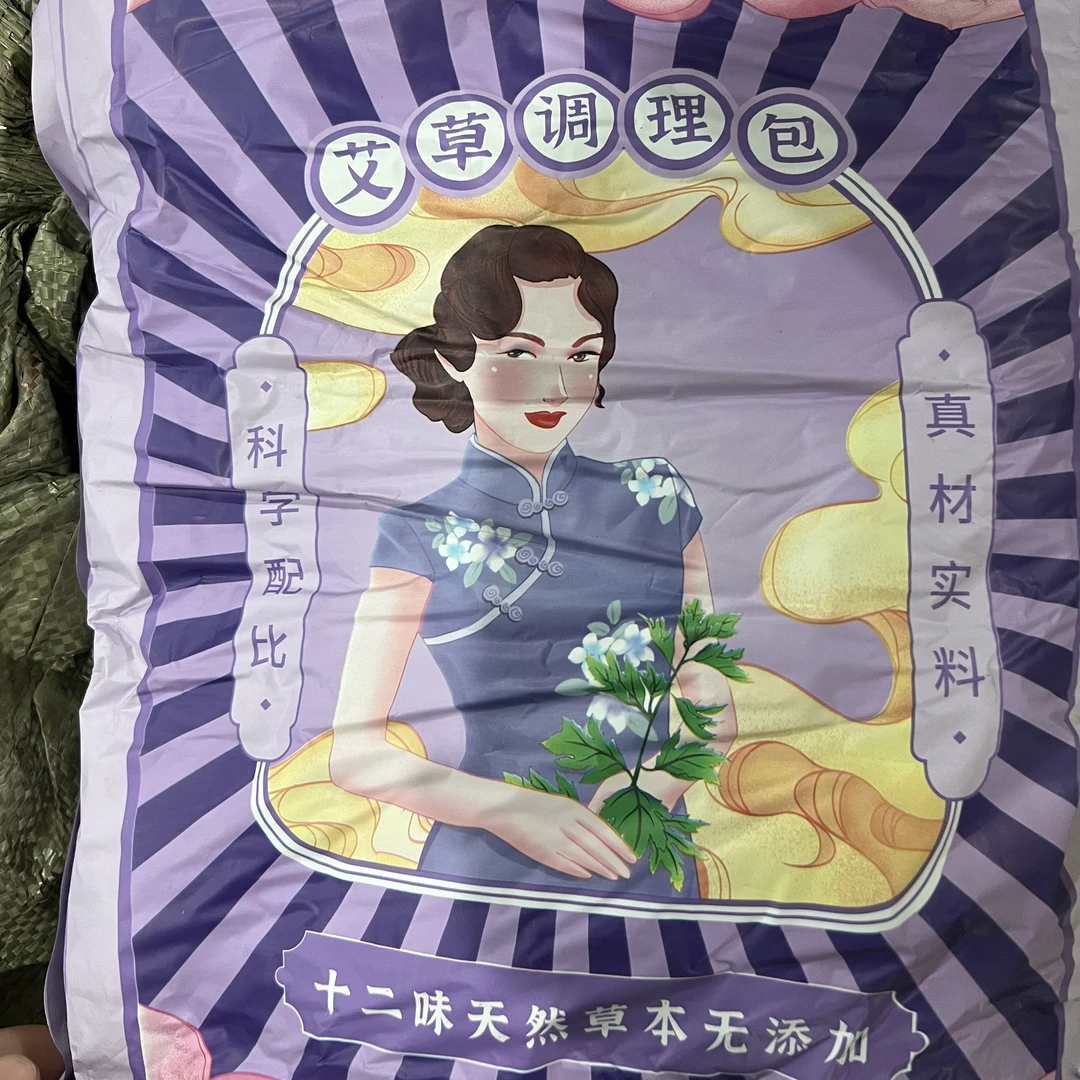 艾草调理包
科字配比
真材实料
十二味天然草本无添加